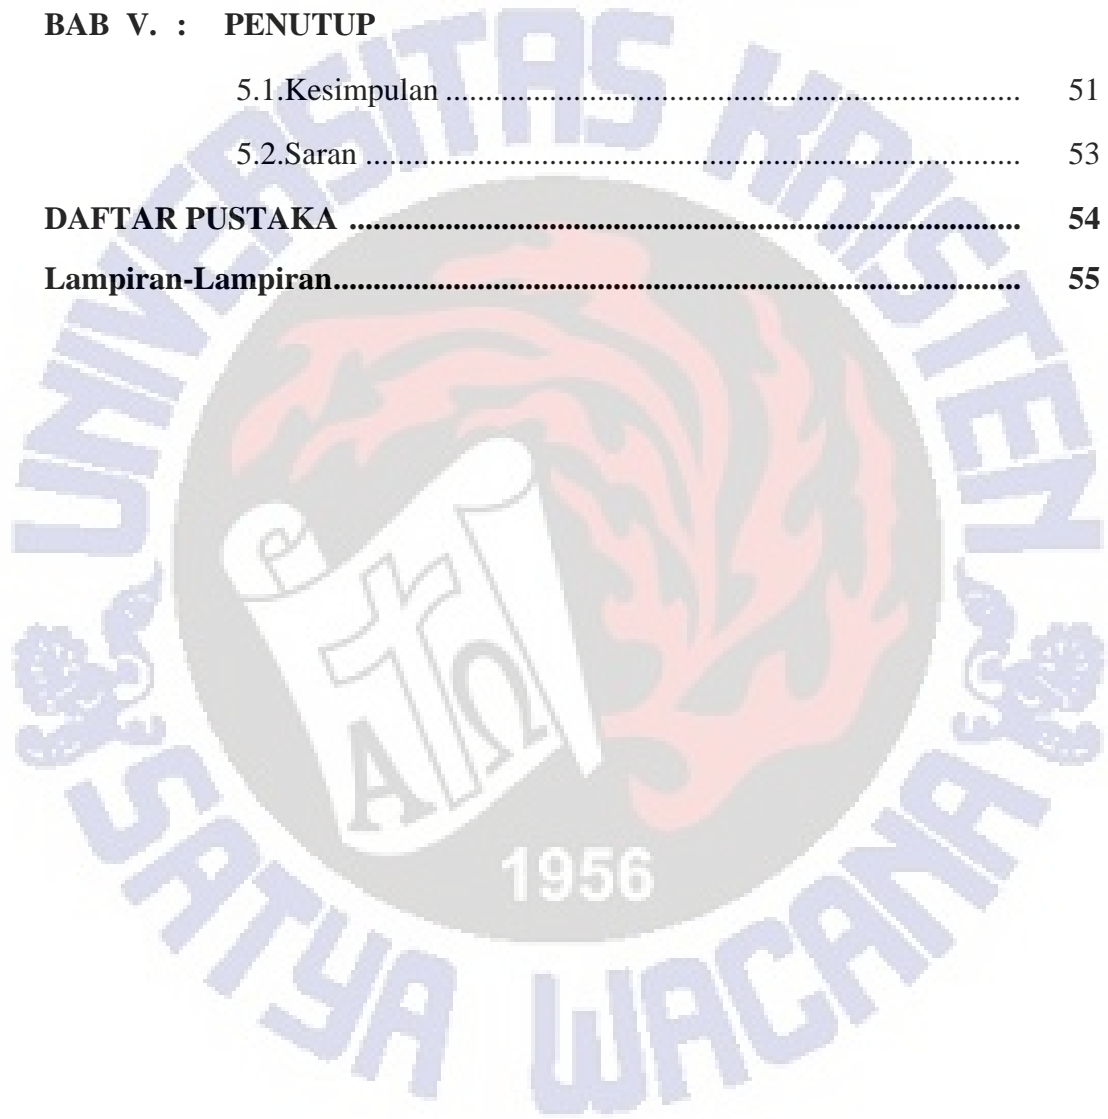 BAB V. : PENUTUP
5.1.Kesimpulan ............................................................................ 51
5.2.Saran ....................................................................................... 53
DAFTAR PUSTAKA ......................................................................................... 54
Lampiran-Lampiran........................................................................................... 55
UNIVERSITAS KRISTEN
SATYA WACANA
Α Ω
1956